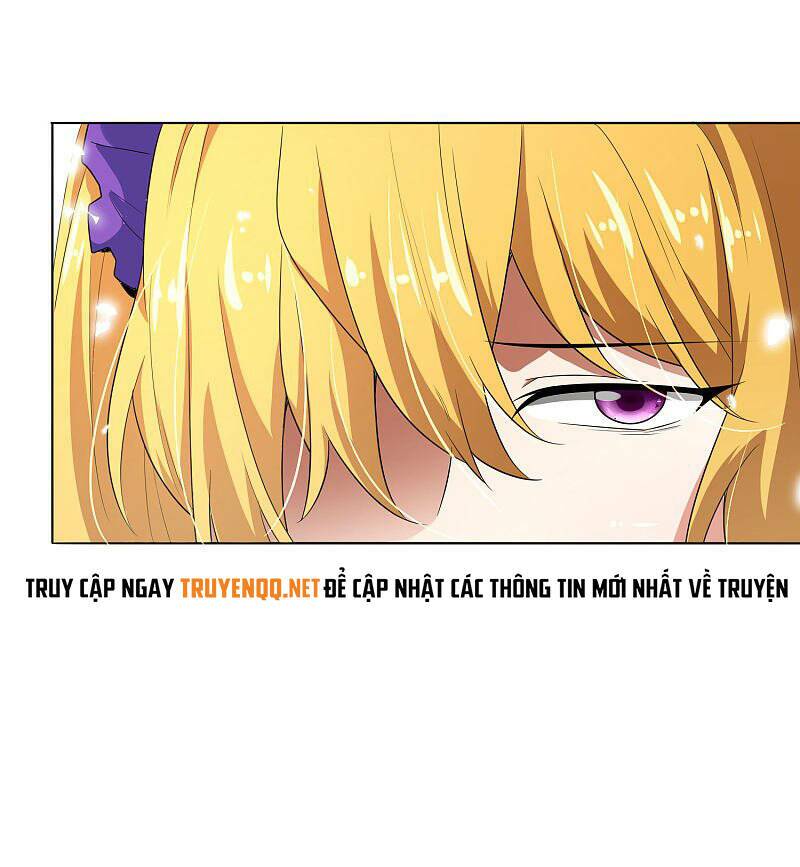 TRUY CẬP NGAY TRUYENQQ.NET ĐỂ CẬP NHẬT CÁC THÔNG TIN MỚI NHẤT VỀ TRUYỆN